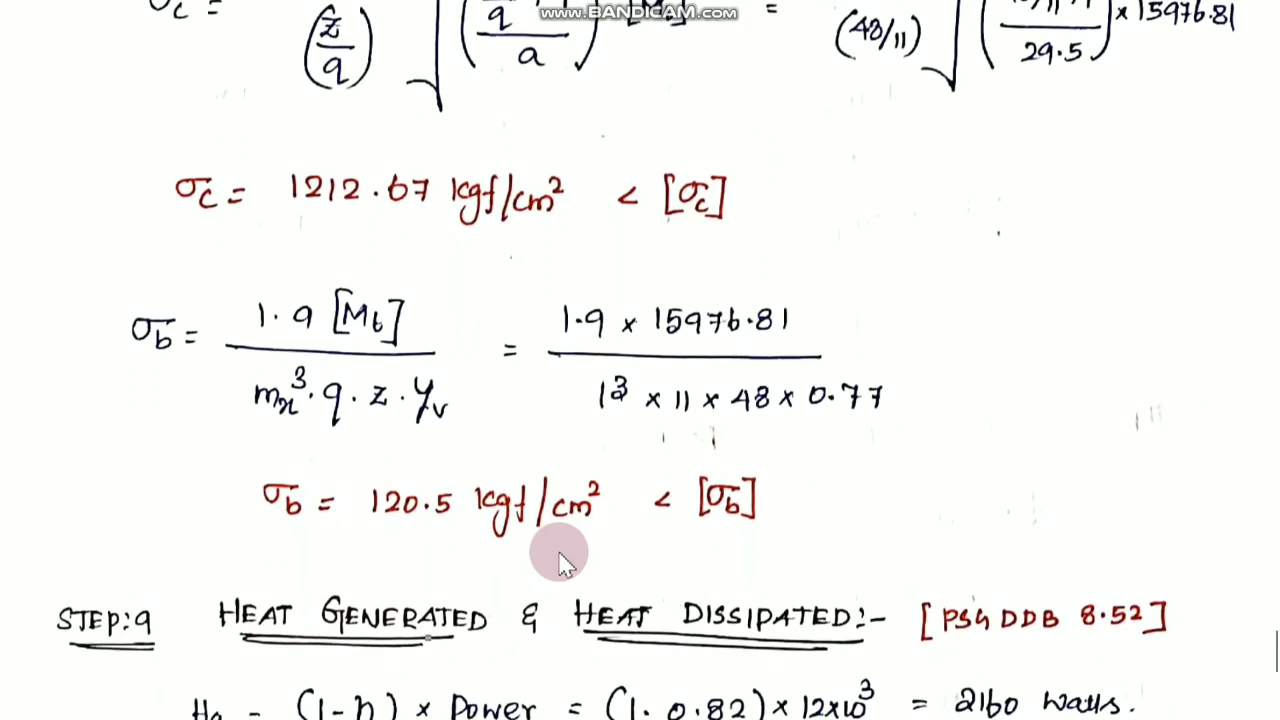 www.BANDICAM.com
σc = (z/q) √((q / a) = (48/11) √( / 29.5) × 15976.81
σc = 1212.67 kgf/cm² < [σc]
σb = 1.9 [Mt] / mx³ · q · z · yv = 1.9 × 15976.81 / 1³ × 11 × 48 × 0.77
σb = 120.5 kgf/cm² < [σb]
STEP:9 HEAT GENERATED & HEAT DISSIPATED:- [PSG DDB 8.52]
Hg = (1-η) × Power = (1- 0.82) × 12×10³ = 2160 watts.